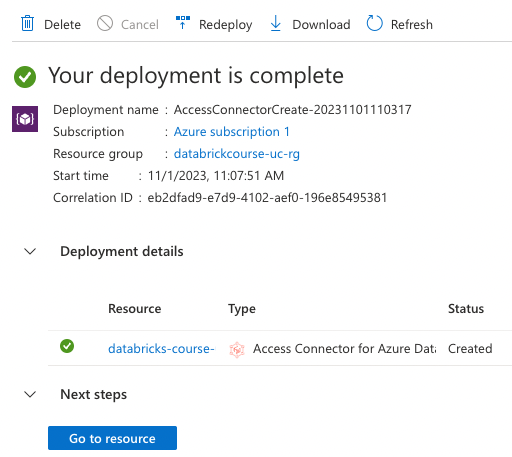 Delete Cancel Redeploy Download Refresh
Your deployment is complete
Deployment name : AccessConnectorCreate-20231101110317
Subscription : Azure subscription 1
Resource group : databrickcourse-uc-rg
Start time : 11/1/2023, 11:07:51 AM
Correlation ID : eb2dfad9-e7d9-4102-aef0-196e85495381
Deployment details
Resource Type Status
databricks-course- Access Connector for Azure Data Created
Next steps
Go to resource